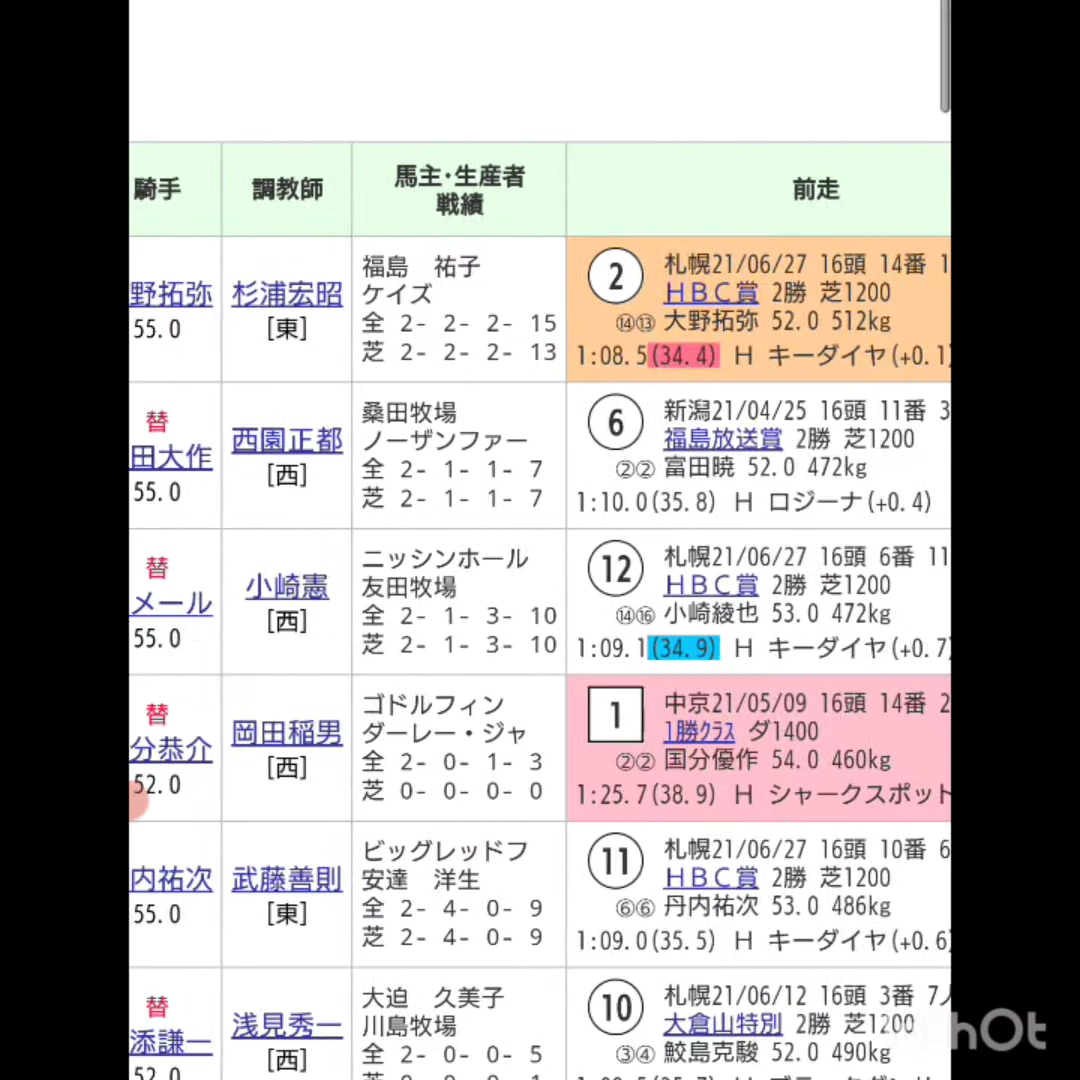 騎手 調教師 馬主・生産者 戦績 前走
野拓弥 55.0
杉浦宏昭 [東]
福島 祐子
ケイズ
全 2- 2- 2- 15
芝 2- 2- 2- 13
2 札幌21/06/27 16頭 14番 1
HBC賞 2勝 芝1200
⑭⑬ 大野拓弥 52.0 512kg
1:08.5(34.4) H キーダイヤ(+0.1)
替
田大作 55.0
西園正都 [西]
桑田牧場
ノーザンファー
全 2- 1- 1- 7
芝 2- 1- 1- 7
6 新潟21/04/25 16頭 11番 3
福島放送賞 2勝 芝1200
②② 富田暁 52.0 472kg
1:10.0(35.8) H ロジーナ(+0.4)
替
メール 55.0
小崎憲 [西]
ニッシンホール
友田牧場
全 2- 1- 3- 10
芝 2- 1- 3- 10
12 札幌21/06/27 16頭 6番 11
HBC賞 2勝 芝1200
⑭⑯ 小崎綾也 53.0 472kg
1:09.1(34.9) H キーダイヤ(+0.7)
替
分恭介 52.0
岡田稲男 [西]
ゴドルフィン
ダーレー・ジャ
全 2- 0- 1- 3
芝 0- 0- 0- 0
1 中京21/05/09 16頭 14番 2
1勝クラス ダ1400
②② 国分優作 54.0 460kg
1:25.7(38.9) H シャークスポット
内祐次 55.0
武藤善則 [東]
ビッグレッドフ
安達 洋生
全 2- 4- 0- 9
芝 2- 4- 0- 9
11 札幌21/06/27 16頭 10番 6
HBC賞 2勝 芝1200
⑥⑥ 丹内祐次 53.0 486kg
1:09.0(35.5) H キーダイヤ(+0.6)
替
添謙一
浅見秀一 [西]
大迫 久美子
川島牧場
全 2- 0- 0- 5
10 札幌21/06/12 16頭 3番 7人
大倉山特別 2勝 芝1200
③④ 鮫島克駿 52.0 490kg